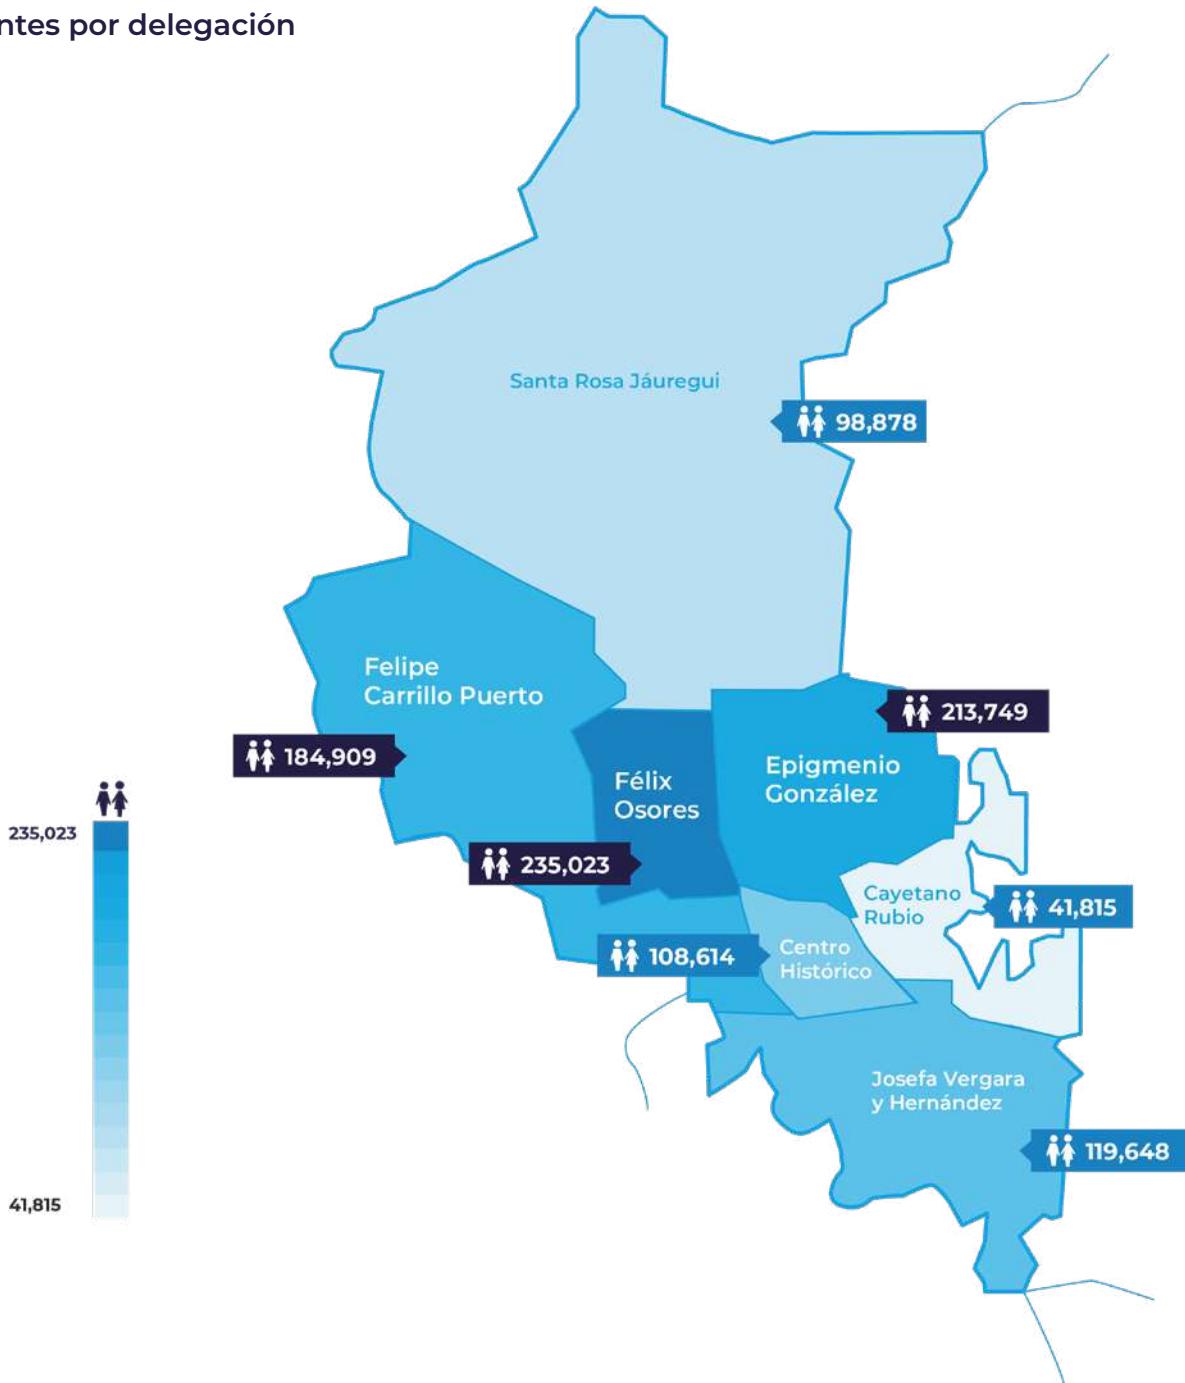 ntes por delegación
Santa Rosa Jáuregui
98,878
Felipe
Carrillo Puerto
213,749
184,909
Epigmenio
González
Félix
Osores
235,023
235,023
Cayetano
Rubio
41,815
108,614
Centro
Histórico
Josefa Vergara
y Hernández
119,648
41,815